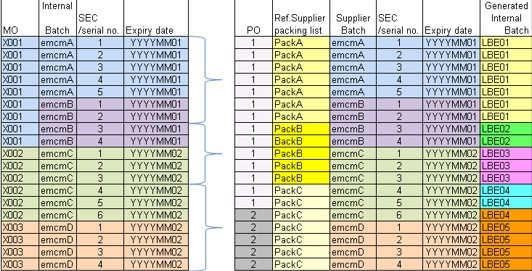 MO Internal Batch SEC /serial no. Expiry date PO Ref.Supplier packing list Supplier Batch SEC /serial no. Expiry date Generated Internal Batch
X001 emcmA 1 YYYYMM01 1 PackA emcmA 1 YYYYMM01 LBE01
X001 emcmA 2 YYYYMM01 1 PackA emcmA 2 YYYYMM01 LBE01
X001 emcmA 3 YYYYMM01 1 PackA emcmA 3 YYYYMM01 LBE01
X001 emcmA 4 YYYYMM01 1 PackA emcmA 4 YYYYMM01 LBE01
X001 emcmA 5 YYYYMM01 1 PackA emcmA 5 YYYYMM01 LBE01
X001 emcmB 1 YYYYMM01 1 PackA emcmB 1 YYYYMM01 LBE01
X001 emcmB 2 YYYYMM01 1 PackA emcmB 2 YYYYMM01 LBE01
X001 emcmB 3 YYYYMM01 1 PackB emcmB 3 YYYYMM01 LBE02
X001 emcmB 4 YYYYMM01 1 BackB emcmB 4 YYYYMM01 LBE02
X002 emcmC 1 YYYYMM02 1 PackB emcmC 1 YYYYMM02 LBE03
X002 emcmC 2 YYYYMM02 1 PackB emcmC 2 YYYYMM02 LBE03
X002 emcmC 3 YYYYMM02 1 PackB emcmC 3 YYYYMM02 LBE03
X002 emcmC 4 YYYYMM02 1 PackC emcmC 4 YYYYMM02 LBE04
X002 emcmC 5 YYYYMM02 1 PackC emcmC 5 YYYYMM02 LBE04
X002 emcmC 6 YYYYMM02 2 PackC emcmC 6 YYYYMM02 LBE04
X003 emcmD 1 YYYYMM02 2 PackC emcmD 1 YYYYMM02 LBE05
X003 emcmD 2 YYYYMM02 2 PackC emcmD 2 YYYYMM02 LBE05
X003 emcmD 3 YYYYMM02 2 PackC emcmD 3 YYYYMM02 LBE05
X003 emcmD 4 YYYYMM02 2 PackC emcmD 4 YYYYMM02 LBE05